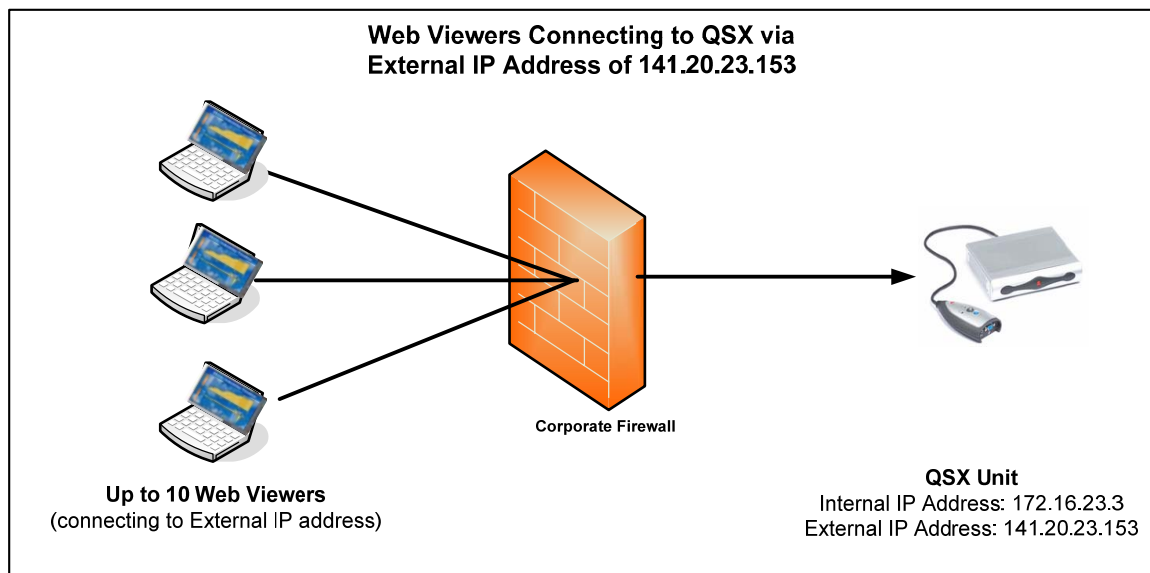 Web Viewers Connecting to QSX via
External IP Address of 141.20.23.153
Corporate Firewall
Up to 10 Web Viewers
(connecting to External IP address)
QSX Unit
Internal IP Address: 172.16.23.3
External IP Address: 141.20.23.153